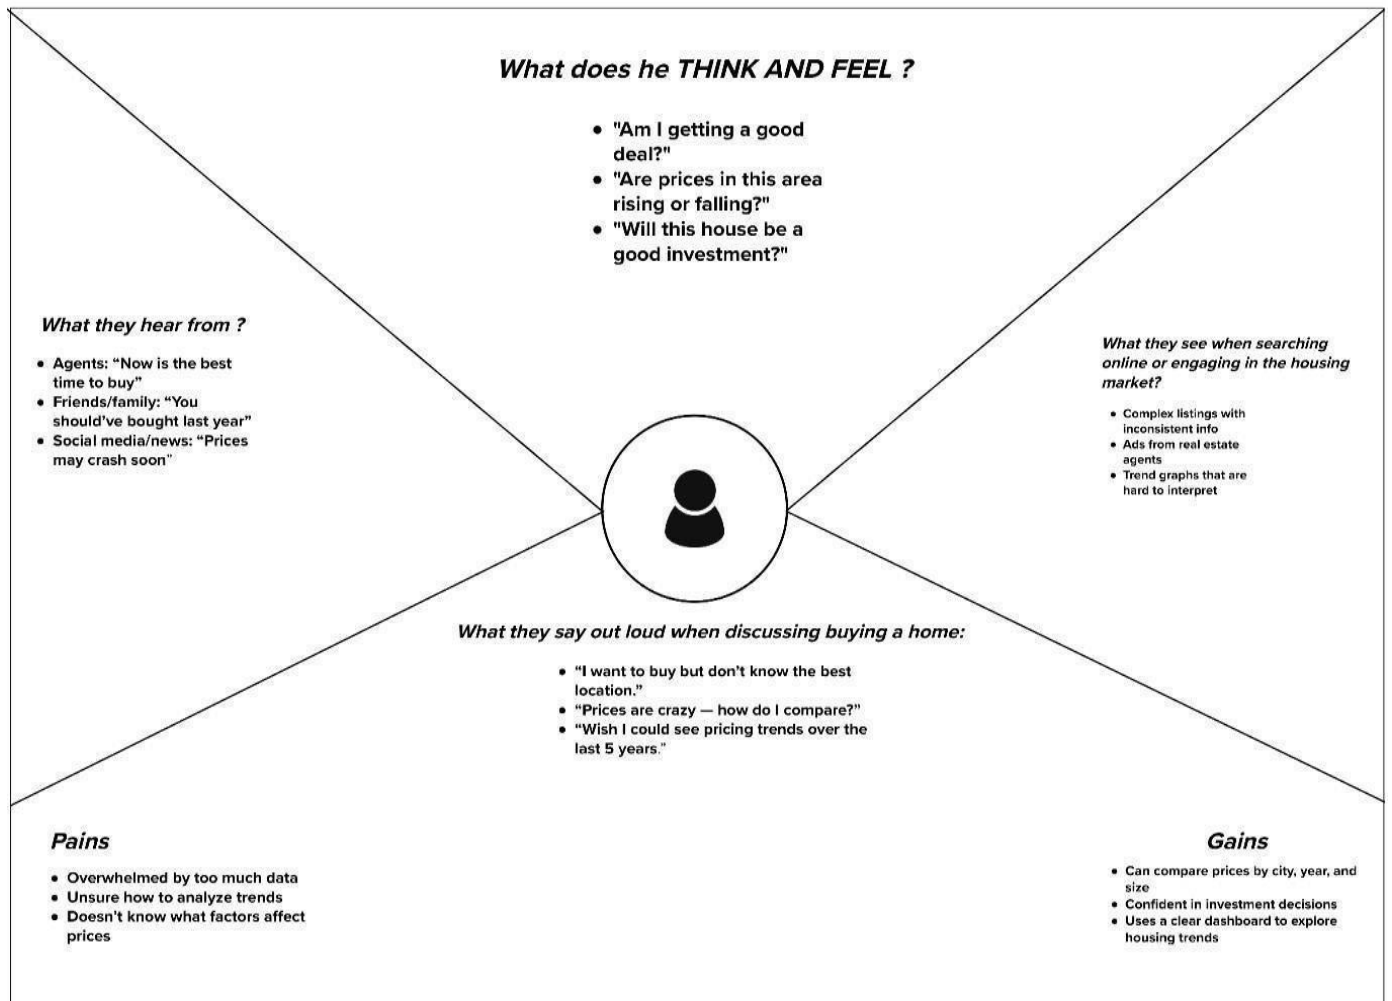 What does he THINK AND FEEL ?
• "Am I getting a good
deal?"
• "Are prices in this area
rising or falling?"
• "Will this house be a
good investment?"
What they hear from ?
• Agents: “Now is the best
time to buy”
• Friends/family: “You
should’ve bought last year”
• Social media/news: “Prices
may crash soon”
What they see when searching
online or engaging in the housing
market?
• Complex listings with
inconsistent info
• Ads from real estate
agents
• Trend graphs that are
hard to interpret
What they say out loud when discussing buying a home:
• “I want to buy but don’t know the best
location.”
• “Prices are crazy — how do I compare?”
• “Wish I could see pricing trends over the
last 5 years.”
Pains
• Overwhelmed by too much data
• Unsure how to analyze trends
• Doesn’t know what factors affect
prices
Gains
• Can compare prices by city, year, and
size
• Confident in investment decisions
• Uses a clear dashboard to explore
housing trends